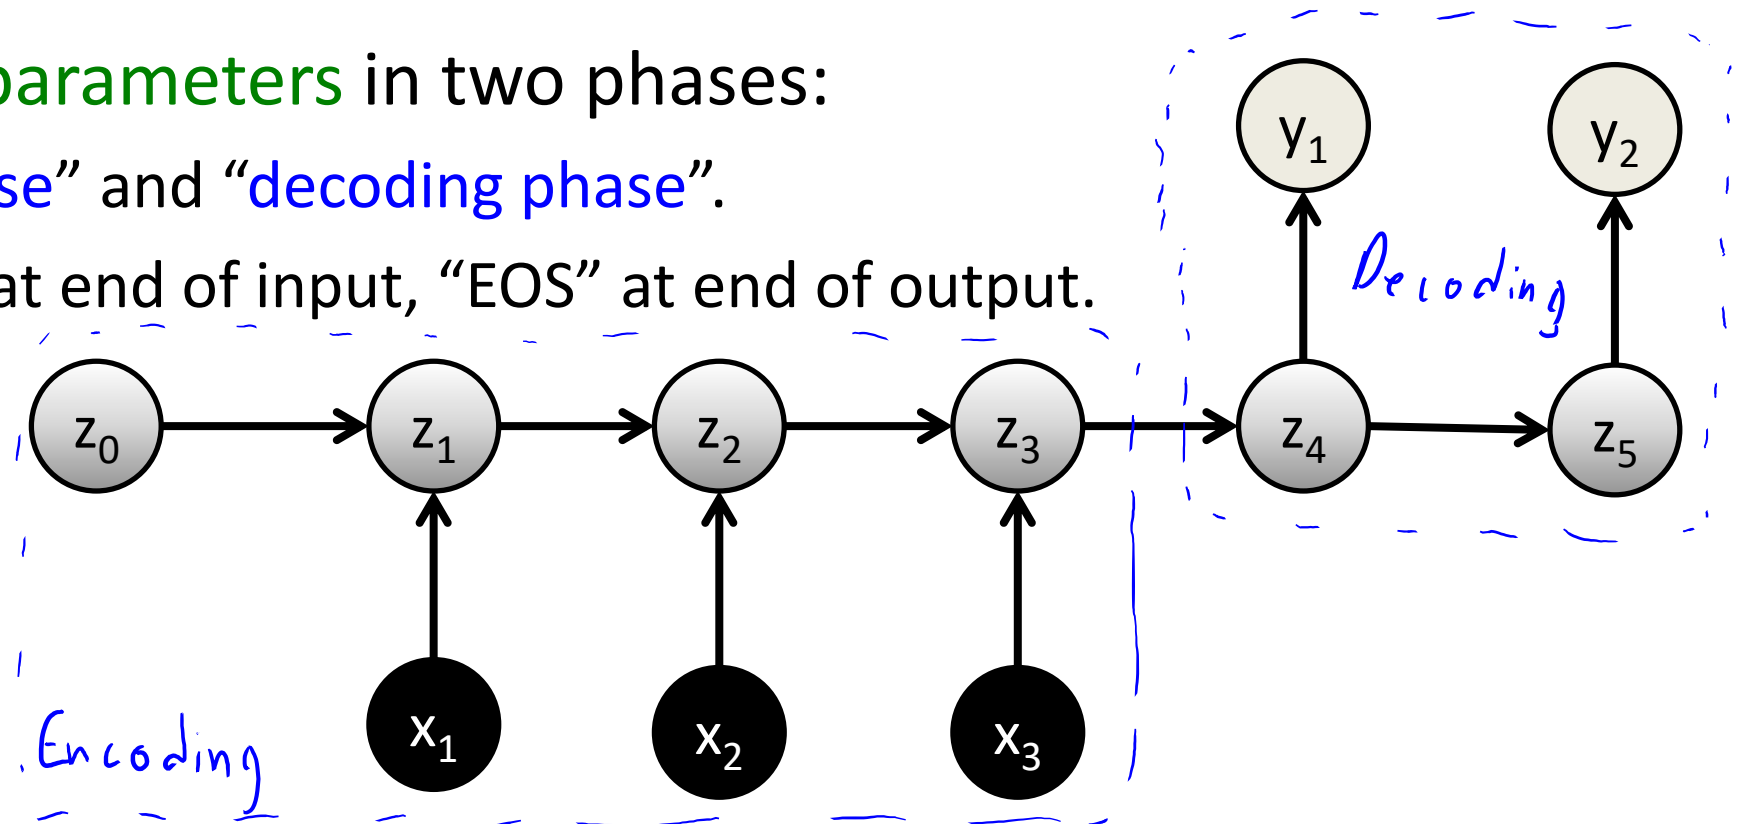 parameters in two phases:
se” and “decoding phase”.
at end of input, “EOS” at end of output.
y1 y2
Decoding
z0 z1 z2 z3 z4 z5
x1 x2 x3
Encoding